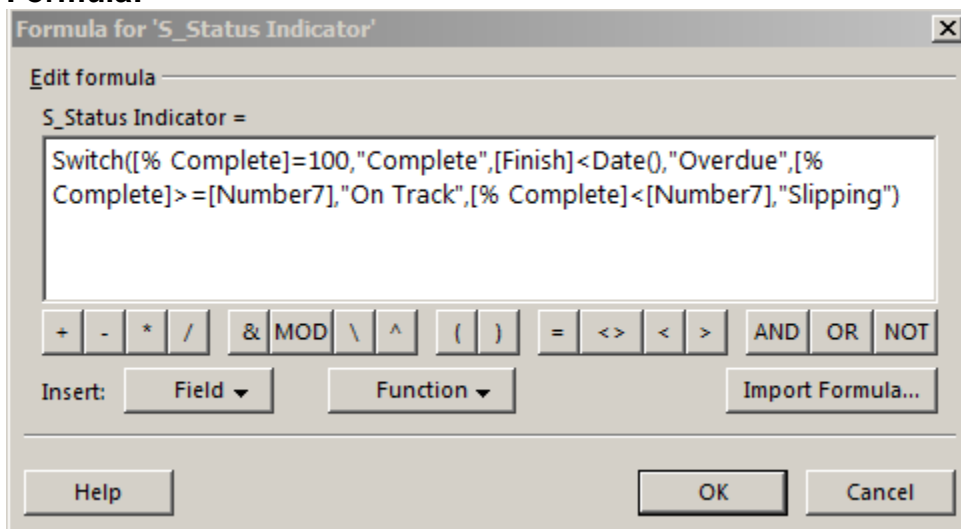 Formula:
Formula for 'S_Status Indicator'
Edit formula
S_Status Indicator =
Switch([% Complete]=100,"Complete",[Finish]<Date(),"Overdue",[%
Complete]>=[Number7],"On Track",[% Complete]<[Number7],"Slipping")
+ - * / & MOD \ ^ ( ) = <> < > AND OR NOT
Insert: Field Function Import Formula...
Help OK Cancel